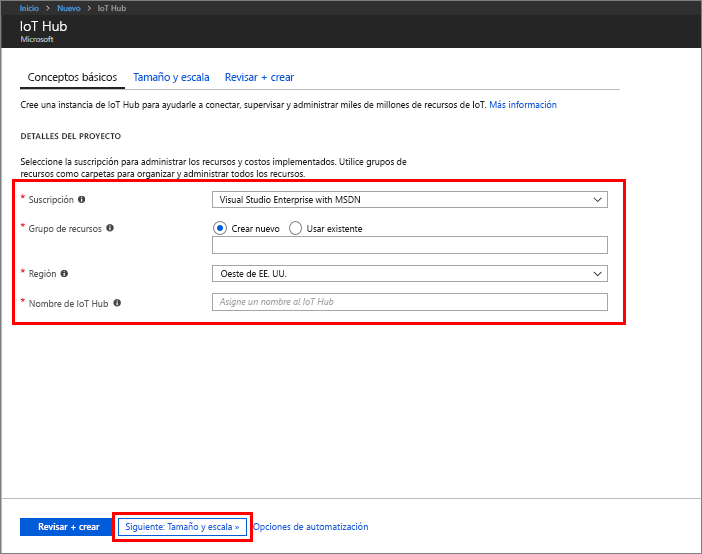 Inicio > Nuevo > IoT Hub
IoT Hub
Microsoft
Conceptos básicos Tamaño y escala Revisar + crear
Cree una instancia de IoT Hub para ayudarle a conectar, supervisar y administrar miles de millones de recursos de IoT. Más información
DETALLES DEL PROYECTO
Seleccione la suscripción para administrar los recursos y costos implementados. Utilice grupos de
recursos como carpetas para organizar y administrar todos los recursos.
* Suscripción Visual Studio Enterprise with MSDN
* Grupo de recursos Crear nuevo Usar existente
* Región Oeste de EE. UU.
* Nombre de IoT Hub Asigne un nombre al IoT Hub
Revisar + crear Siguiente: Tamaño y escala » Opciones de automatización